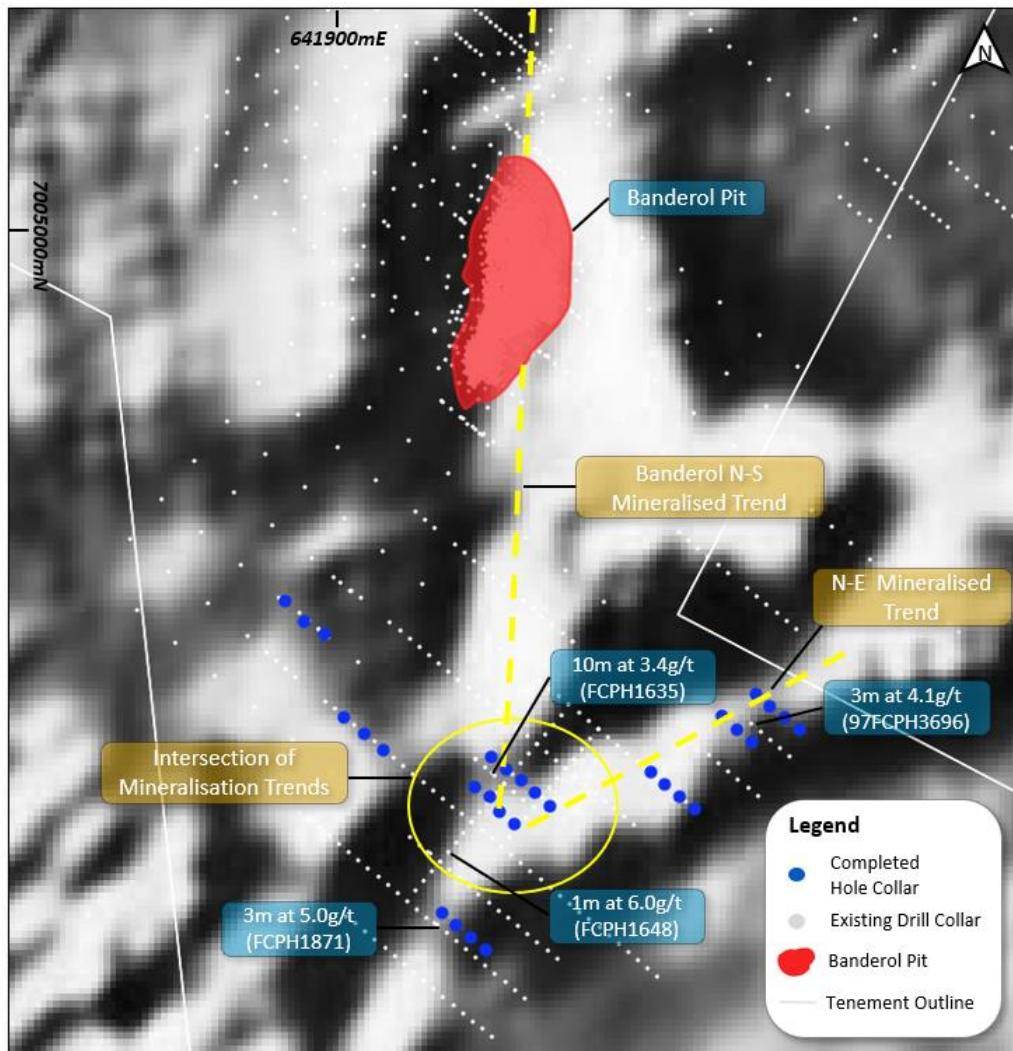 641900mE
N
7005000mN
Banderol Pit
Banderol N-S
Mineralised Trend
N-E Mineralised
Trend
10m at 3.4g/t
(FCPH1635)
3m at 4.1g/t
(97FCPH3696)
Intersection of
Mineralisation Trends
3m at 5.0g/t
(FCPH1871)
1m at 6.0g/t
(FCPH1648)
Legend
Completed
Hole Collar
Existing Drill Collar
Banderol Pit
Tenement Outline